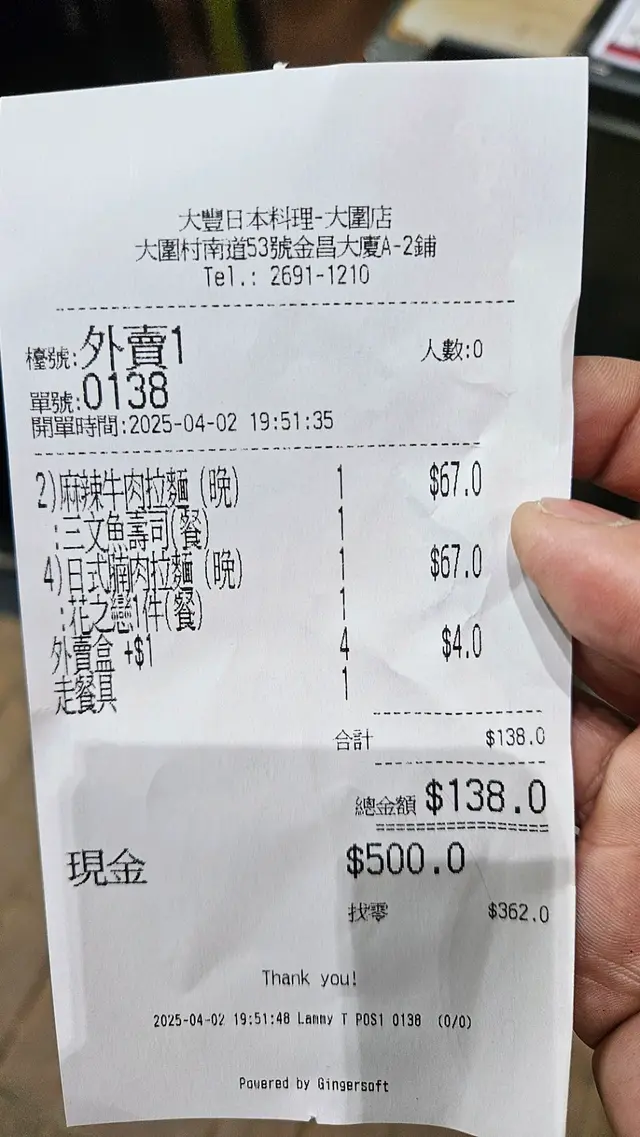 大豐日本料理-大圍店
大圍村南道53號金昌大廈A-2鋪
Tel.: 2691-1210
檯號:外賣1 人數:0
單號:0138
開單時間:2025-04-02 19:51:35
2)麻辣牛肉拉麵(晚) 1 $67.0
:三文魚壽司(餐) 1
4)日式腩肉拉麵(晚) 1 $67.0
:花之戀1件(餐) 1
外賣盒 +$1 4 $4.0
走餐具 1
合計 $138.0
總金額 $138.0
現金 $500.0
找零 $362.0
Thank you!
2025-04-02 19:51:48 Lammy T POS1 0138 (0/0)
Powered by Gingersoft